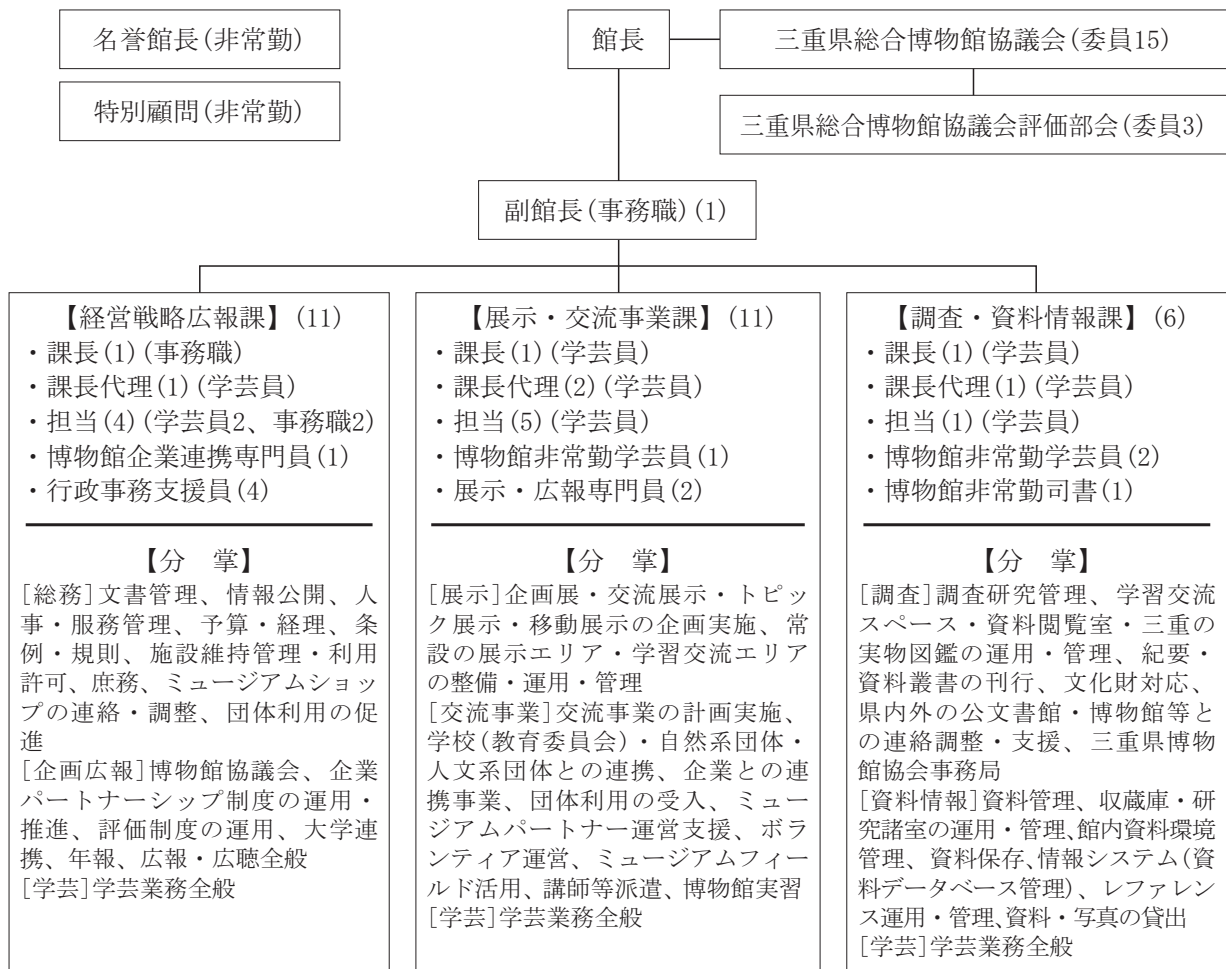 名誉館長(非常勤)
館長
三重県総合博物館協議会(委員15)
特別顧問(非常勤)
三重県総合博物館協議会評価部会(委員3)
副館長(事務職)(1)
【経営戦略広報課】(11)
・課長(1)(事務職)
・課長代理(1)(学芸員)
・担当(4)(学芸員2、事務職2)
・博物館企業連携専門員(1)
・行政事務支援員(4)
【分　掌】
[総務]文書管理、情報公開、人
事・服務管理、予算・経理、条
例・規則、施設維持管理・利用
許可、庶務、ミュージアムショッ
プの連絡・調整、団体利用の促
進
[企画広報]博物館協議会、企業
パートナーシップ制度の運用・
推進、評価制度の運用、大学連
携、年報、広報・広聴全般
[学芸]学芸業務全般
【展示・交流事業課】(11)
・課長(1)(学芸員)
・課長代理(2)(学芸員)
・担当(5)(学芸員)
・博物館非常勤学芸員(1)
・展示・広報専門員(2)
【分　掌】
[展示]企画展・交流展示・トピッ
ク展示・移動展示の企画実施、常
設の展示エリア・学習交流エリア
の整備・運用・管理
[交流事業]交流事業の計画実施、
学校(教育委員会)・自然系団体・
人文系団体との連携、企業との連
携事業、団体利用の受入、ミュー
ジアムパートナー運営支援、ボラ
ンティア運営、ミュージアムフィー
ルド活用、講師等派遣、博物館実習
[学芸]学芸業務全般
【調査・資料情報課】(6)
・課長(1)(学芸員)
・課長代理(1)(学芸員)
・担当(1)(学芸員)
・博物館非常勤学芸員(2)
・博物館非常勤司書(1)
【分　掌】
[調査]調査研究管理、学習交流
スペース・資料閲覧室・三重の
実物図鑑の運用・管理、紀要・
資料叢書の刊行、文化財対応、
県内外の公文書館・博物館等と
の連絡調整・支援、三重県博物
館協会事務局
[資料情報]資料管理、収蔵庫・研
究諸室の運用・管理、館内資料環境
管理、資料保存、情報システム(資
料データベース管理)、レファレン
ス運用・管理、資料・写真の貸出
[学芸]学芸業務全般